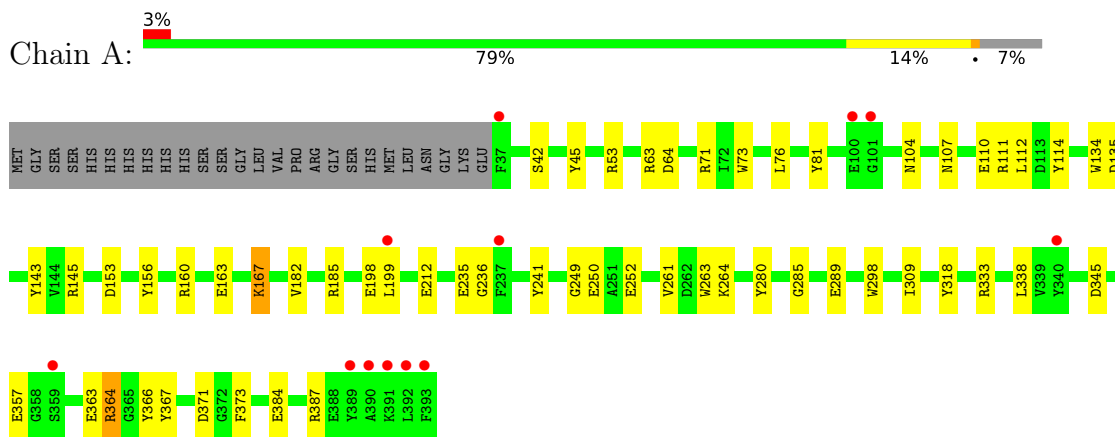 3%
Chain A:
79% 14% • 7%
MET GLY SER SER HIS HIS HIS HIS HIS HIS SER SER GLY LEU VAL PRO ARG GLY SER HIS MET LEU ASN GLY LYS GLU F37 S42 Y45 R53 R63 D64 R71 I72 W73 L76 Y81 E100 G101 N104 N107 E110 R111 L112 D113 Y114 W134 D135
Y143 V144 R145 D153 Y156 R160 E163 K167 V182 R185 E198 L199 E212 E235 G236 F237 Y241 G249 E250 A251 E252 V261 D262 W263 K264 Y280 G285 E289 W298 I309 Y318 R333 L338 V339 Y340 D345
E357 G358 S359 E363 R364 G365 Y366 Y367 D371 G372 F373 E384 R387 E388 Y389 A390 K391 L392 F393